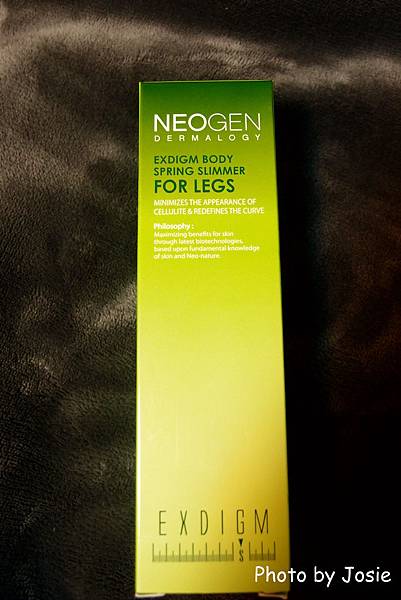 NEOGEN
DERMALOGY
EXDIGM BODY
SPRING SLIMMER
FOR LEGS
MINIMIZES THE APPEARANCE OF
CELLULITE & REDEFINES THE CURVE
Philosophy :
Maximizing benefits for skin
through latest biotechnologies,
based upon fundamental knowledge
of skin and Neo-nature.
EXDIGM
S
Photo by Josie